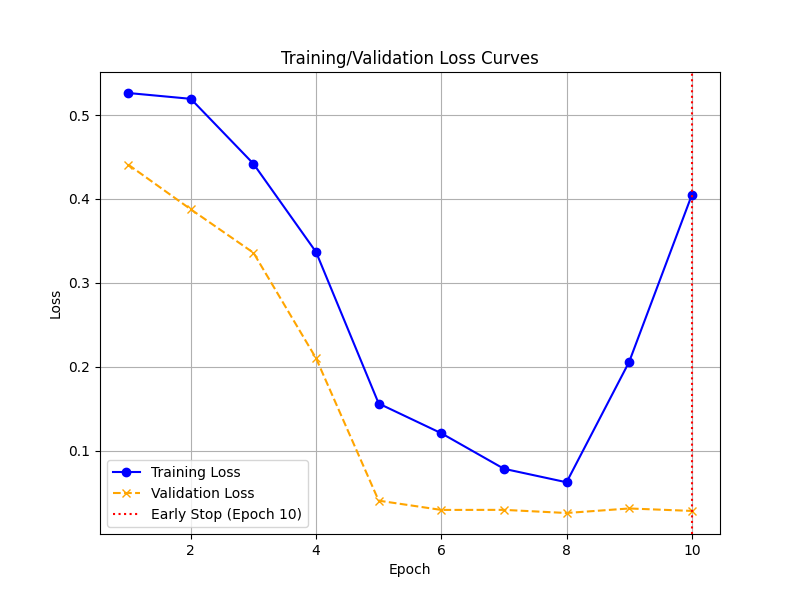 Training/Validation Loss Curves
0.5
0.4
0.3
0.2
0.1
Loss
Training Loss
Validation Loss
Early Stop (Epoch 10)
2
4
6
8
10
Epoch